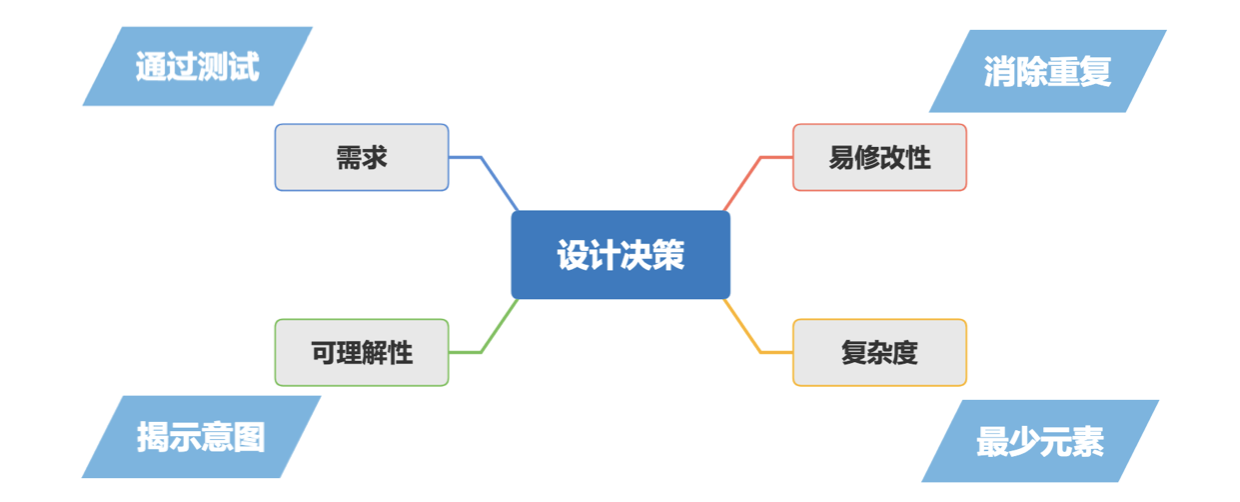 通过测试
消除重复
需求
易修改性
设计决策
可理解性
复杂度
揭示意图
最少元素